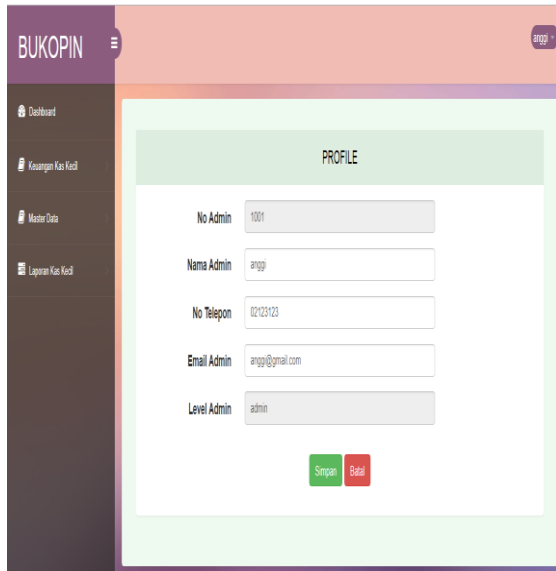 BUKOPIN
anggi
Dashboard
Keuangan Kas Kecil
Master Data
Laporan Kas Kecil
PROFILE
No Admin 1001
Nama Admin anggi
No Telepon 02123123
Email Admin anggi@gmail.com
Level Admin admin
Simpan Batal